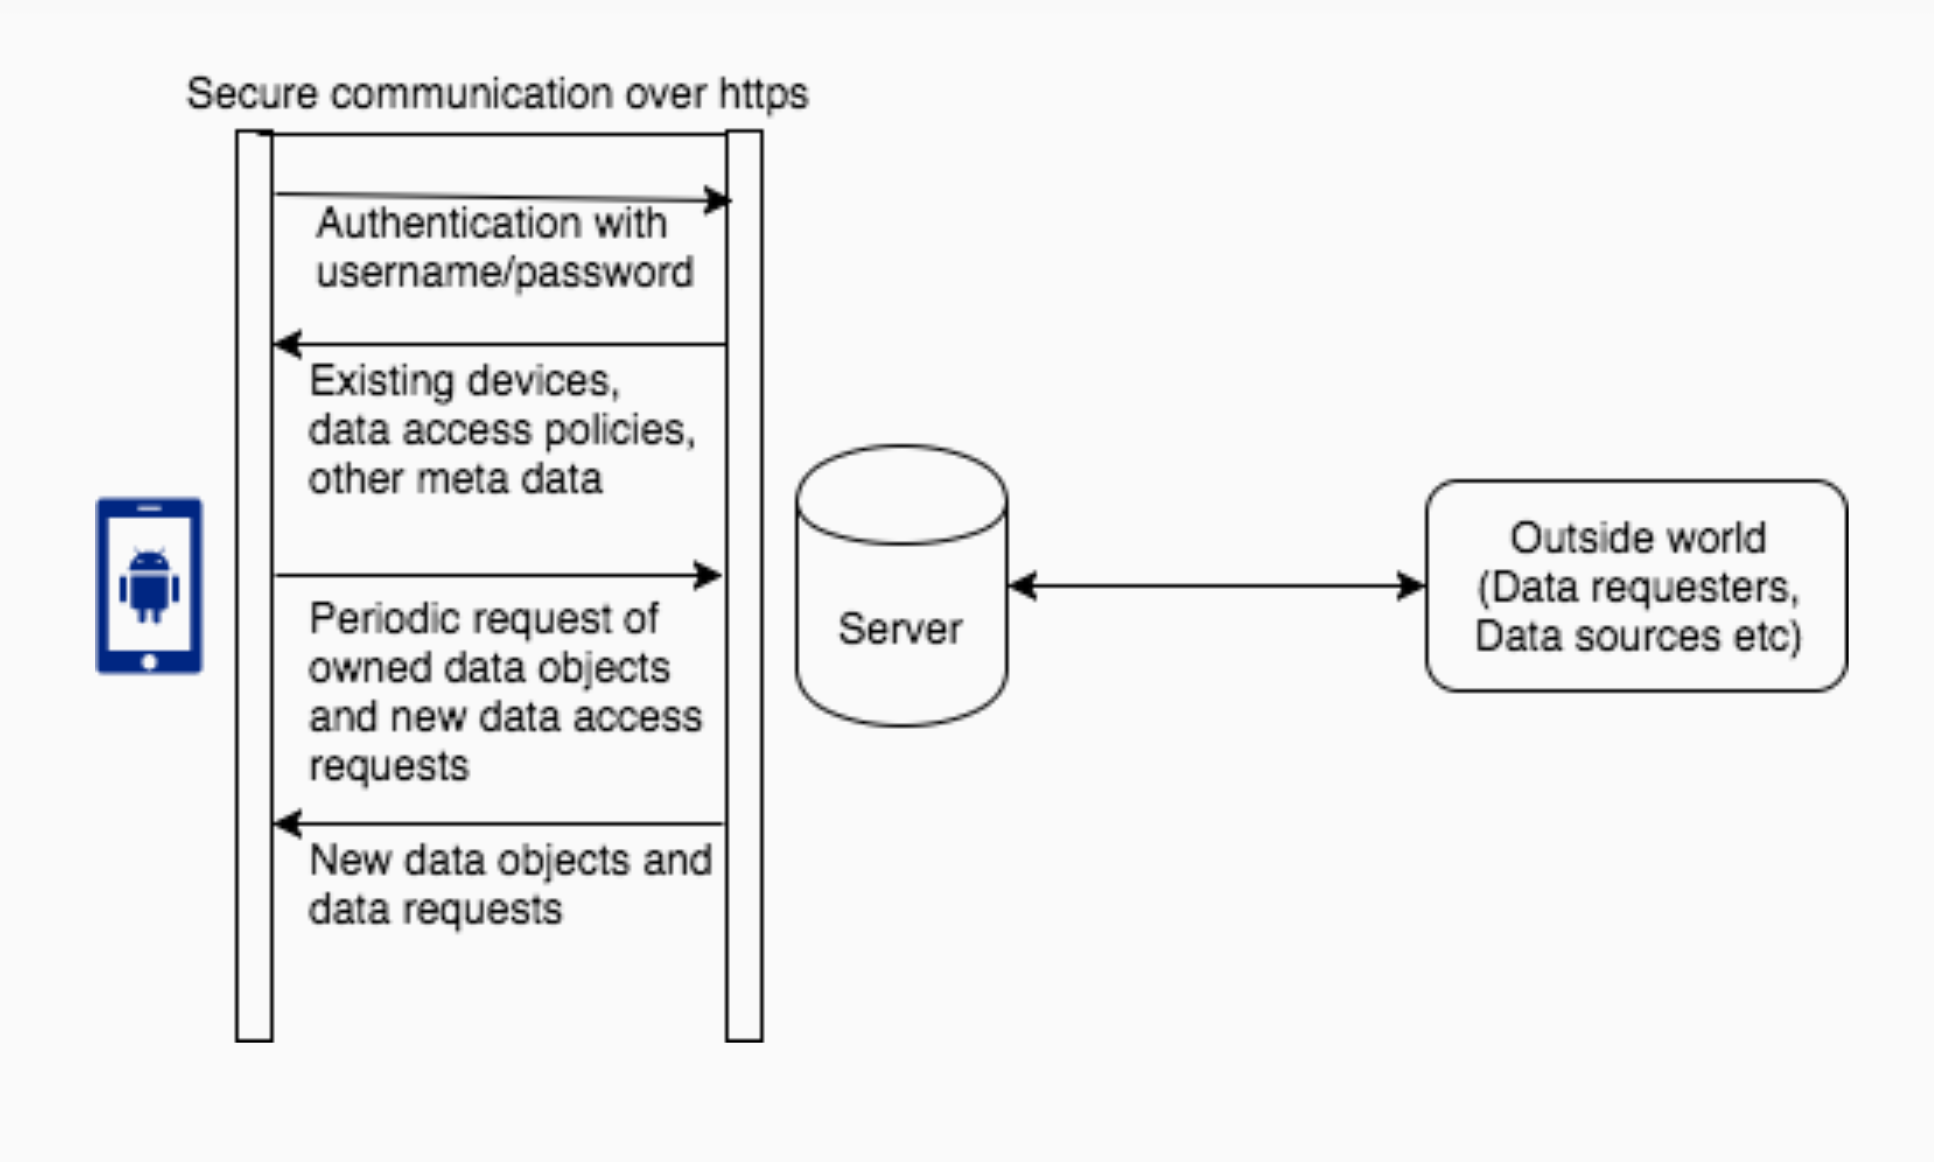 Secure communication over https
Authentication with
username/password
Existing devices,
data access policies,
other meta data
Periodic request of
owned data objects
and new data access
requests
New data objects and
data requests
Server
Outside world
(Data requesters,
Data sources etc)